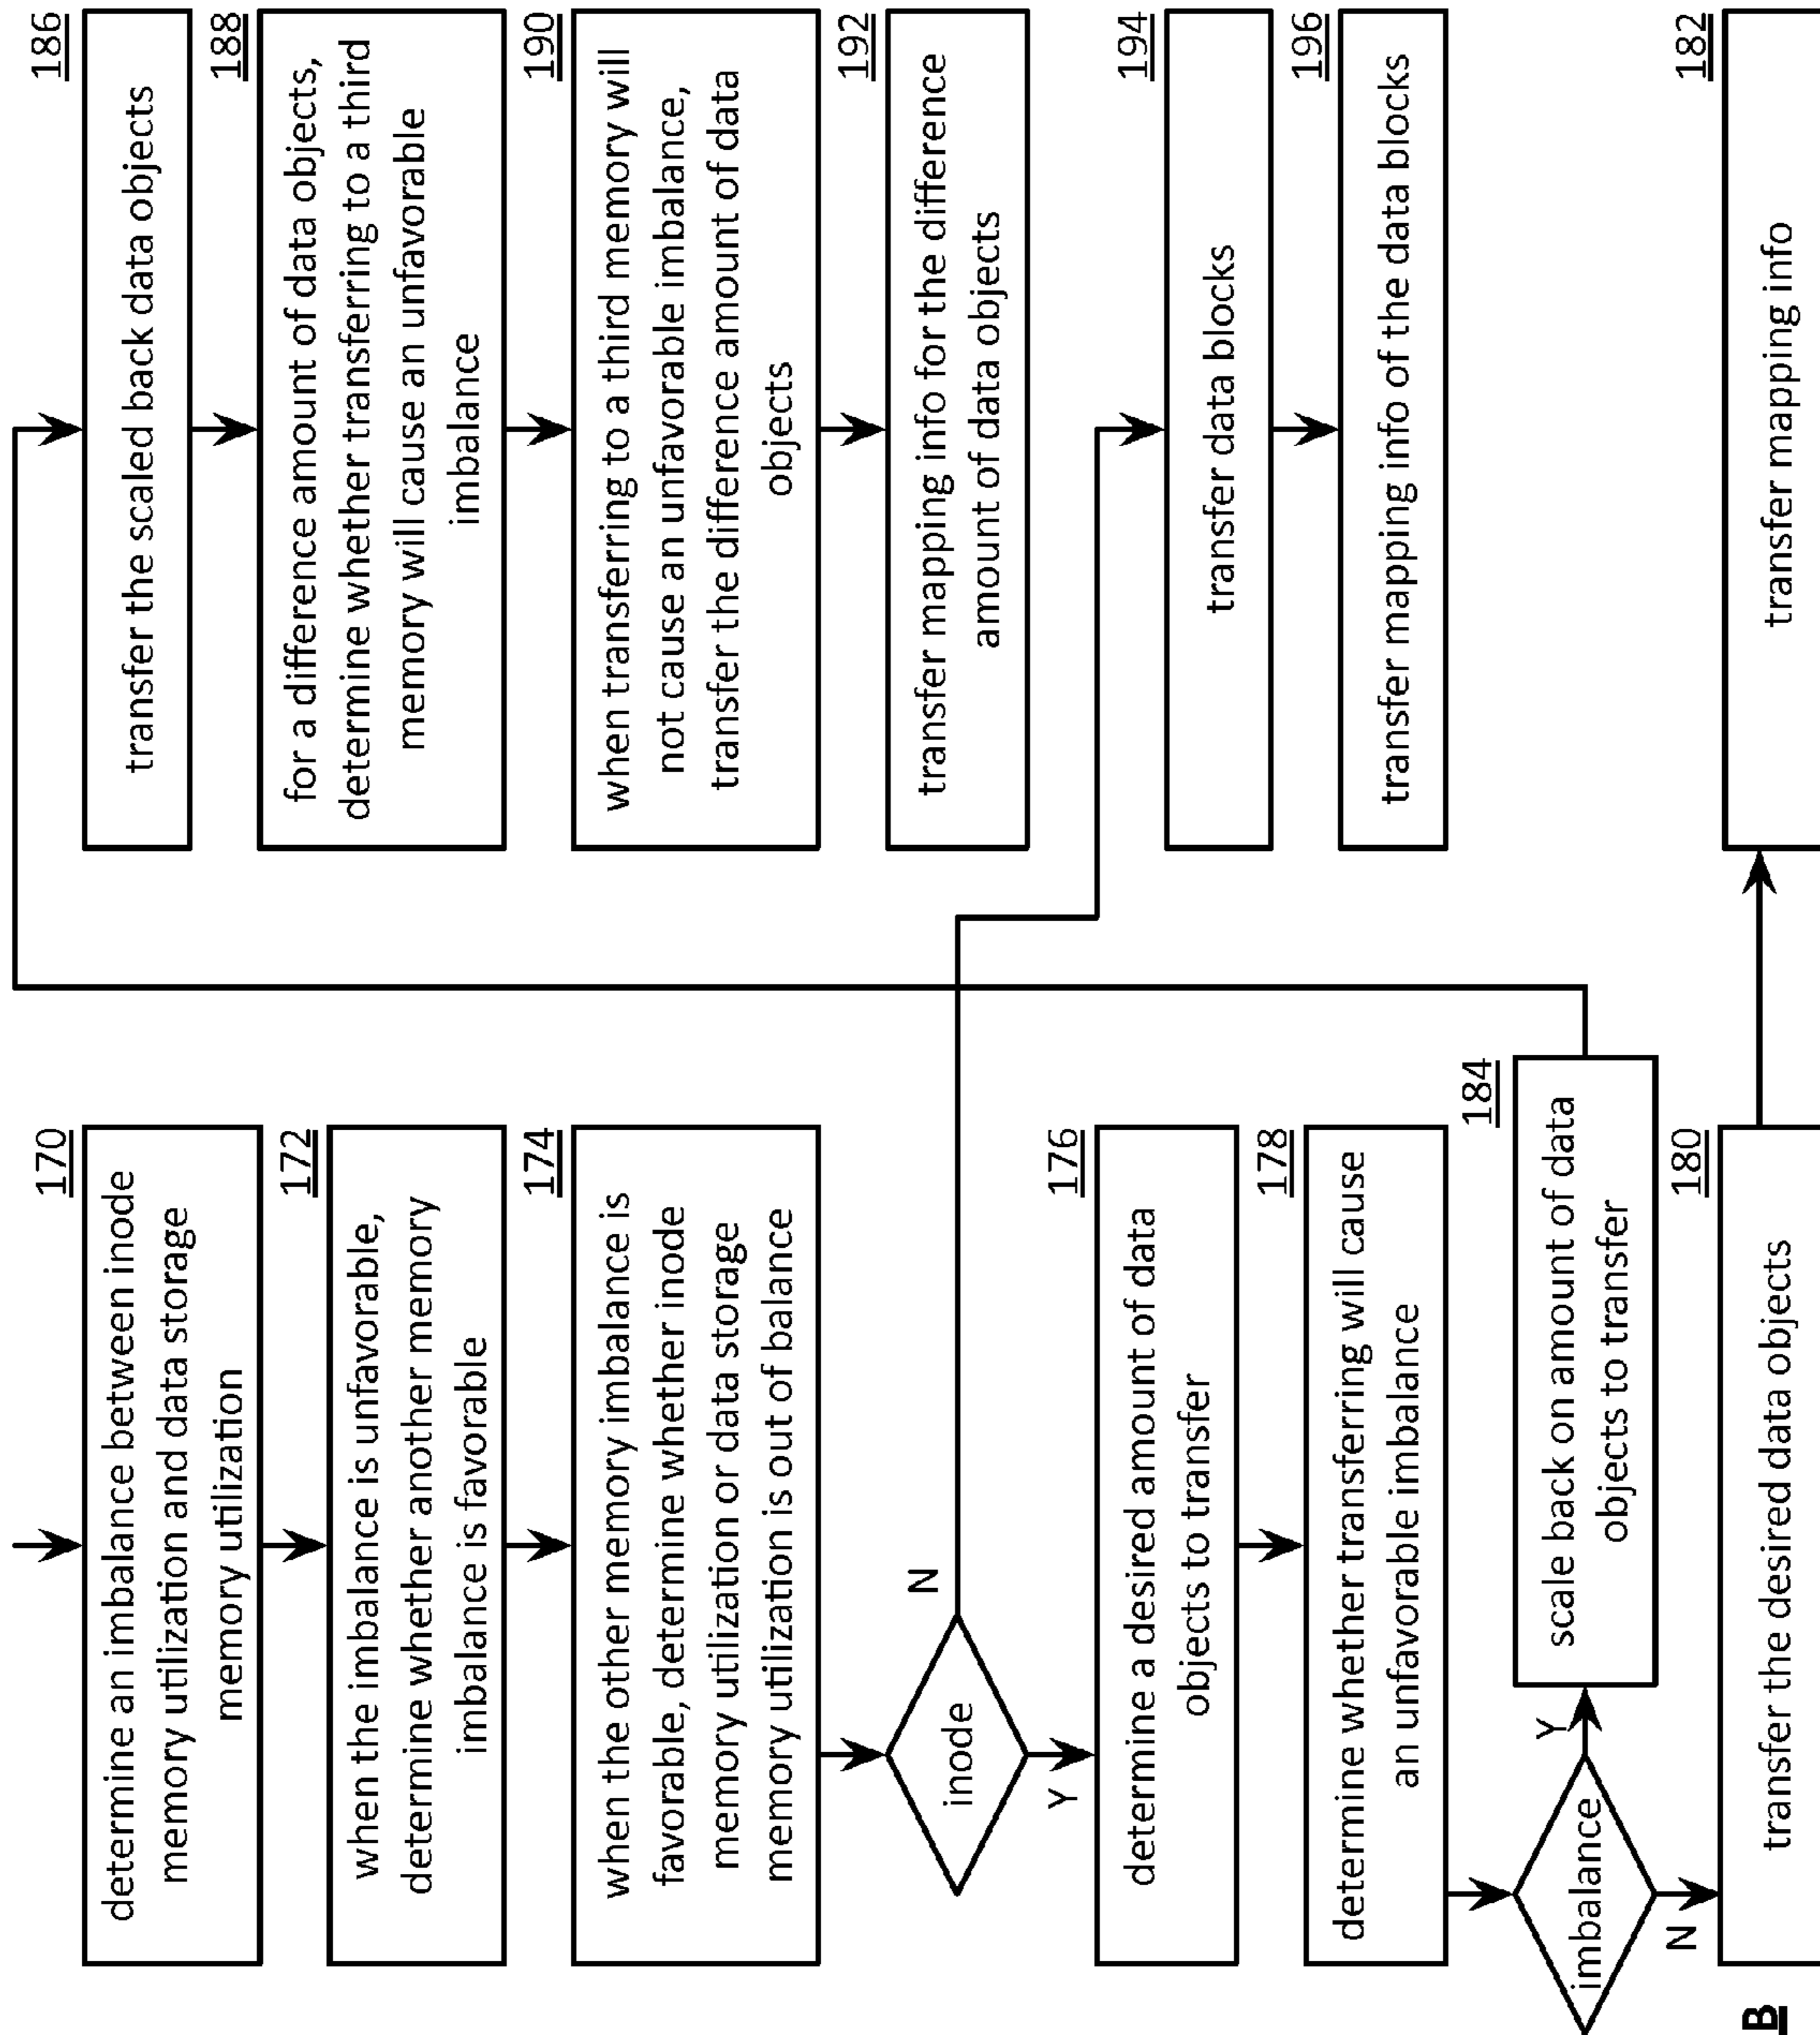 170
determine an imbalance between inode
memory utilization and data storage
memory utilization
172
when the imbalance is unfavorable,
determine whether another memory
imbalance is favorable
174
when the other memory imbalance is
favorable, determine whether inode
memory utilization or data storage
memory utilization is out of balance
inode
N
Y
176
determine a desired amount of data
objects to transfer
178
determine whether transferring will cause
an unfavorable imbalance
imbalance
Y
N
184
scale back on amount of data
objects to transfer
180
transfer the desired data objects
182
transfer mapping info
186
transfer the scaled back data objects
188
for a difference amount of data objects,
determine whether transferring to a third
memory will cause an unfavorable
imbalance
190
when transferring to a third memory will
not cause an unfavorable imbalance,
transfer the difference amount of data
objects
192
transfer mapping info for the difference
amount of data objects
194
transfer data blocks
196
transfer mapping info of the data blocks
B